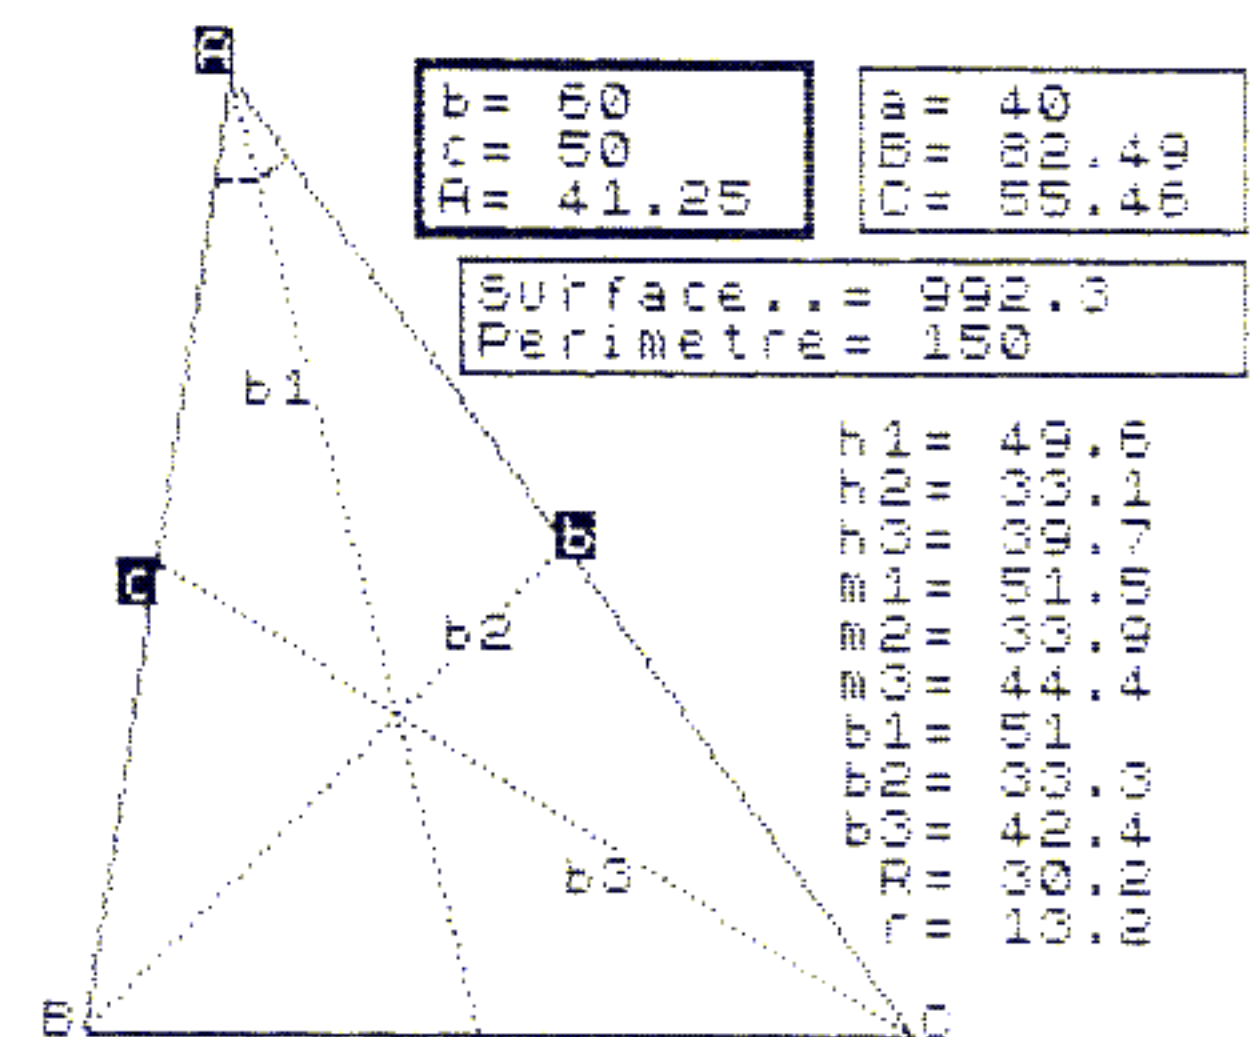 A
b= 60
c= 50
A= 41.25
a= 40
B= 82.49
C= 55.46
Surface..= 992.3
Perimetre= 150
b1
h1= 49.6
h2= 33.1
h3= 39.7
b
c
m1= 51.5
b2
m2= 33.9
m3= 44.4
b1= 51
b2= 33.3
b3= 42.4
b3
R= 30.2
r= 13.2
B
C